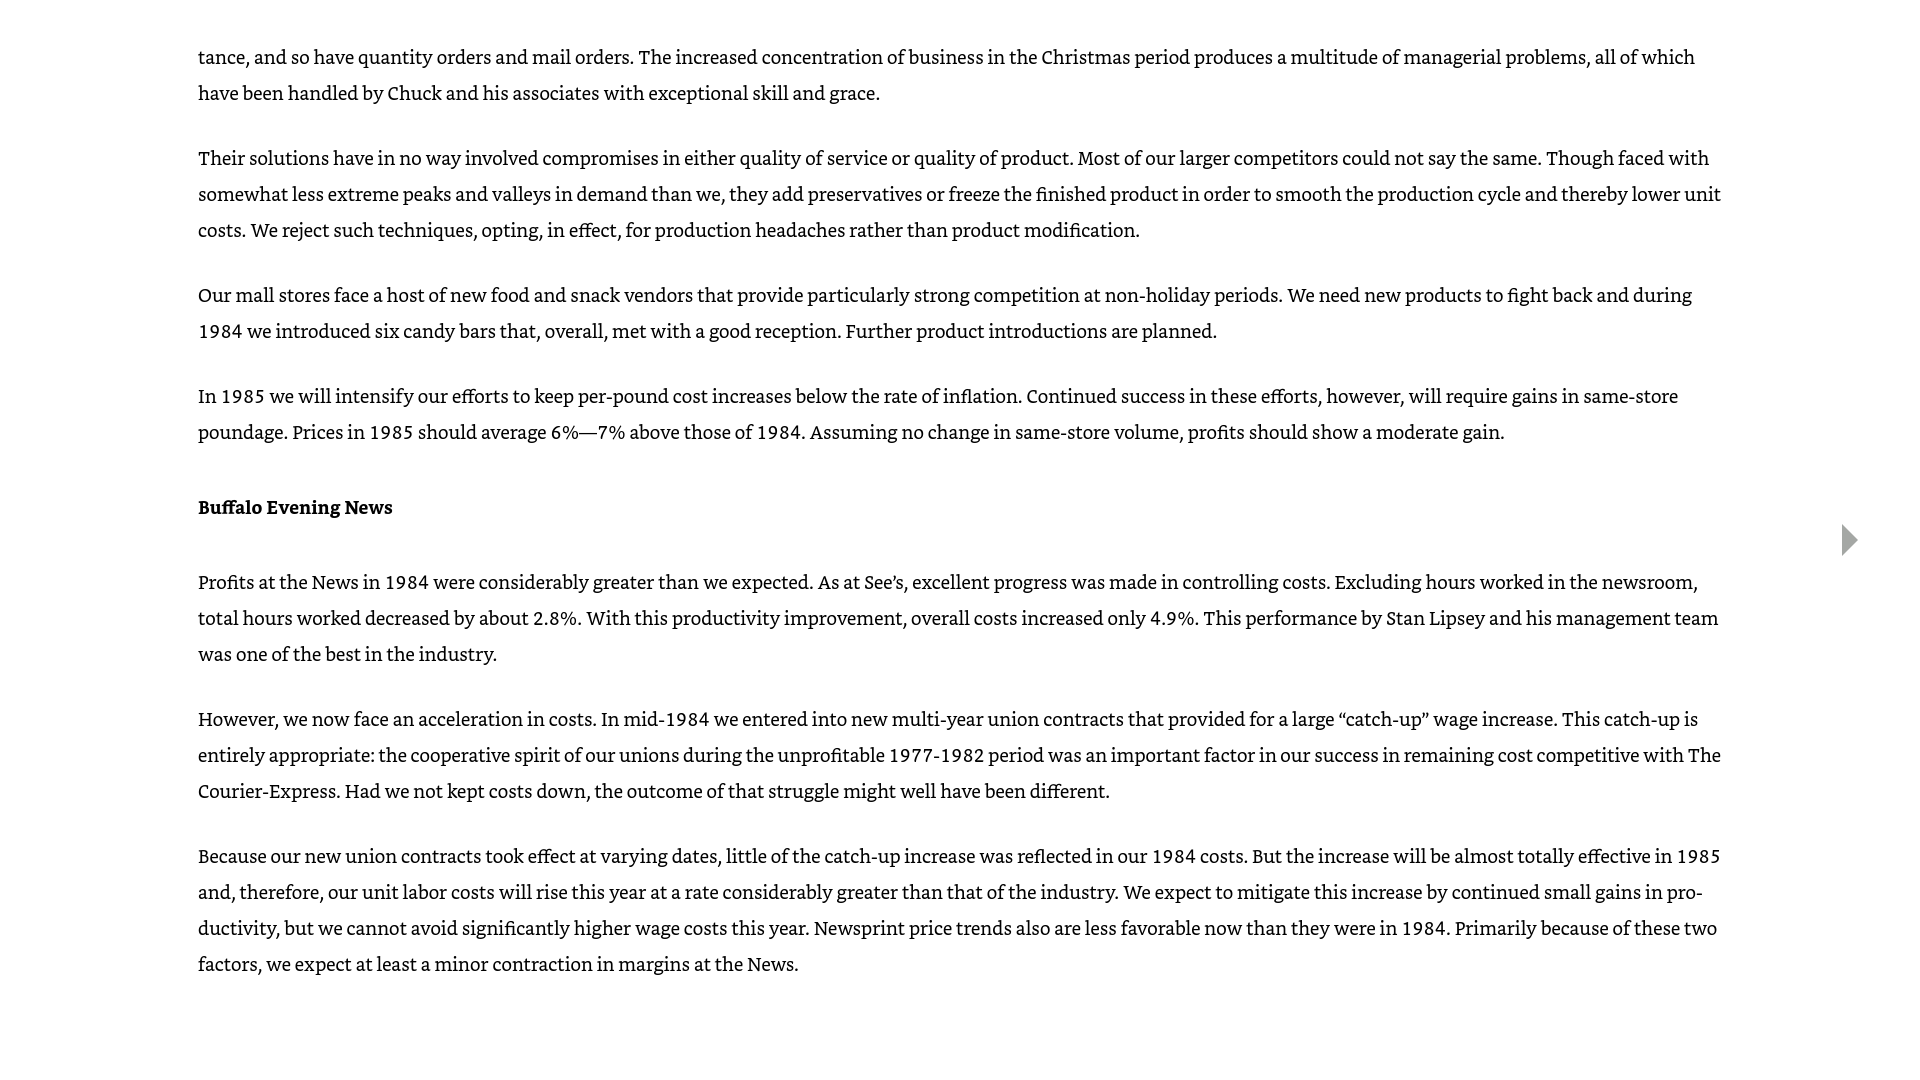 tance, and so have quantity orders and mail orders. The increased concentration of business in the Christmas period produces a multitude of managerial problems, all of which
have been handled by Chuck and his associates with exceptional skill and grace.
Their solutions have in no way involved compromises in either quality of service or quality of product. Most of our larger competitors could not say the same. Though faced with
somewhat less extreme peaks and valleys in demand than we, they add preservatives or freeze the finished product in order to smooth the production cycle and thereby lower unit
costs. We reject such techniques, opting, in effect, for production headaches rather than product modification.
Our mall stores face a host of new food and snack vendors that provide particularly strong competition at non-holiday periods. We need new products to fight back and during
1984 we introduced six candy bars that, overall, met with a good reception. Further product introductions are planned.
In 1985 we will intensify our efforts to keep per-pound cost increases below the rate of inflation. Continued success in these efforts, however, will require gains in same-store
poundage. Prices in 1985 should average 6%—7% above those of 1984. Assuming no change in same-store volume, profits should show a moderate gain.
Buffalo Evening News
Profits at the News in 1984 were considerably greater than we expected. As at See’s, excellent progress was made in controlling costs. Excluding hours worked in the newsroom,
total hours worked decreased by about 2.8%. With this productivity improvement, overall costs increased only 4.9%. This performance by Stan Lipsey and his management team
was one of the best in the industry.
However, we now face an acceleration in costs. In mid-1984 we entered into new multi-year union contracts that provided for a large “catch-up” wage increase. This catch-up is
entirely appropriate: the cooperative spirit of our unions during the unprofitable 1977-1982 period was an important factor in our success in remaining cost competitive with The
Courier-Express. Had we not kept costs down, the outcome of that struggle might well have been different.
Because our new union contracts took effect at varying dates, little of the catch-up increase was reflected in our 1984 costs. But the increase will be almost totally effective in 1985
and, therefore, our unit labor costs will rise this year at a rate considerably greater than that of the industry. We expect to mitigate this increase by continued small gains in pro-
ductivity, but we cannot avoid significantly higher wage costs this year. Newsprint price trends also are less favorable now than they were in 1984. Primarily because of these two
factors, we expect at least a minor contraction in margins at the News.